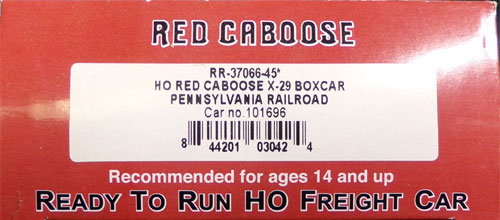 RED CABOOSE
RR-37066-45*
HO RED CABOOSE X-29 BOXCAR
PENNSYLVANIA RAILROAD
Car no.101696
8 44201 03042 4
Recommended for ages 14 and up
READY TO RUN HO FREIGHT CAR